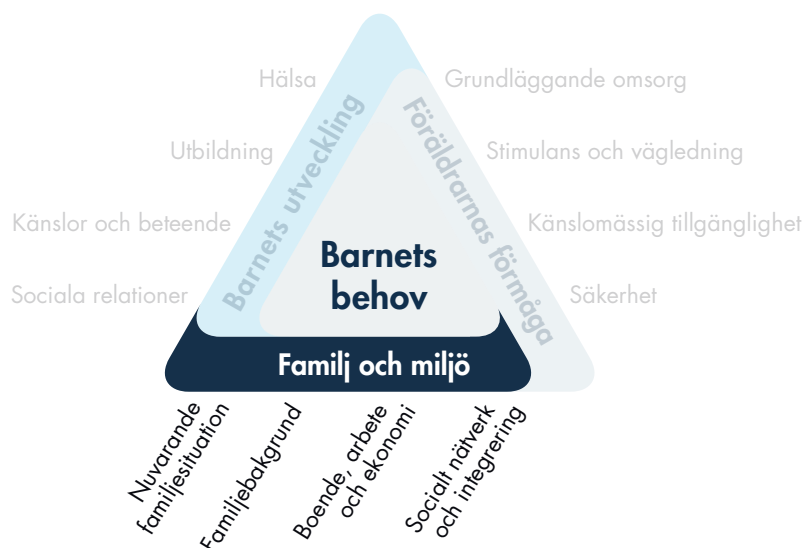 Hälsa
Grundläggande omsorg
Utbildning
Stimulans och vägledning
Känslor och beteende
Känslomässig tillgänglighet
Sociala relationer
Säkerhet
Barnets utveckling
Föräldrarnas förmåga
Barnets
behov
Familj och miljö
Nuvarande
familjesituation
Familjebakgrund
Boende, arbete
och ekonomi
Socialt nätverk
och integrering